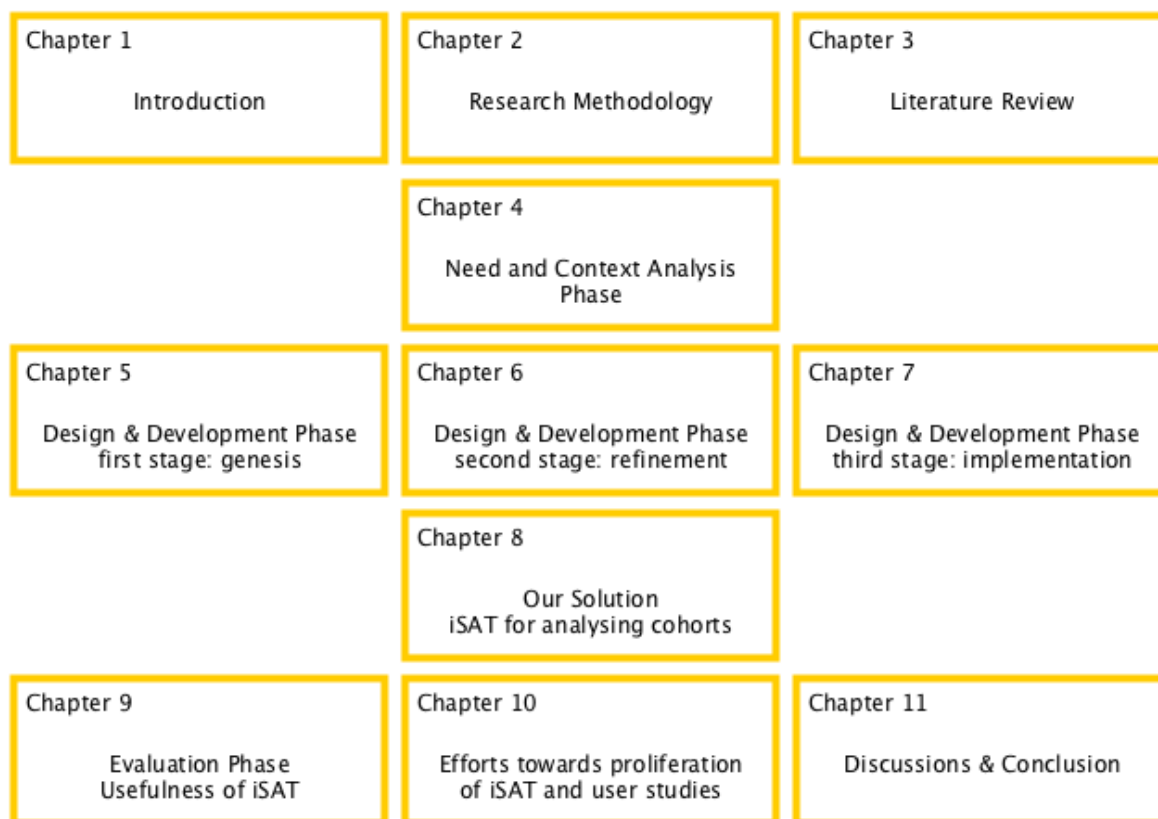 Chapter 1
Introduction
Chapter 2
Research Methodology
Chapter 3
Literature Review
Chapter 4
Need and Context Analysis
Phase
Chapter 5
Design & Development Phase
first stage: genesis
Chapter 6
Design & Development Phase
second stage: refinement
Chapter 7
Design & Development Phase
third stage: implementation
Chapter 8
Our Solution
iSAT for analysing cohorts
Chapter 9
Evaluation Phase
Usefulness of iSAT
Chapter 10
Efforts towards proliferation
of iSAT and user studies
Chapter 11
Discussions & Conclusion